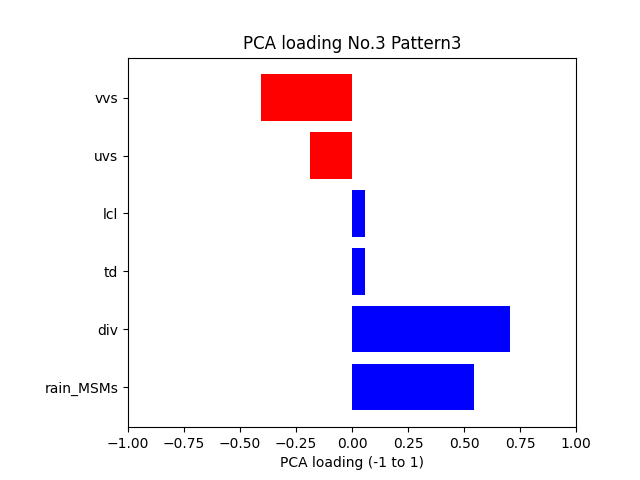 PCA loading No.3 Pattern3
vvs
uvs
lcl
td
div
rain_MSMs
−1.00 −0.75 −0.50 −0.25 0.00 0.25 0.50 0.75 1.00
PCA loading (-1 to 1)